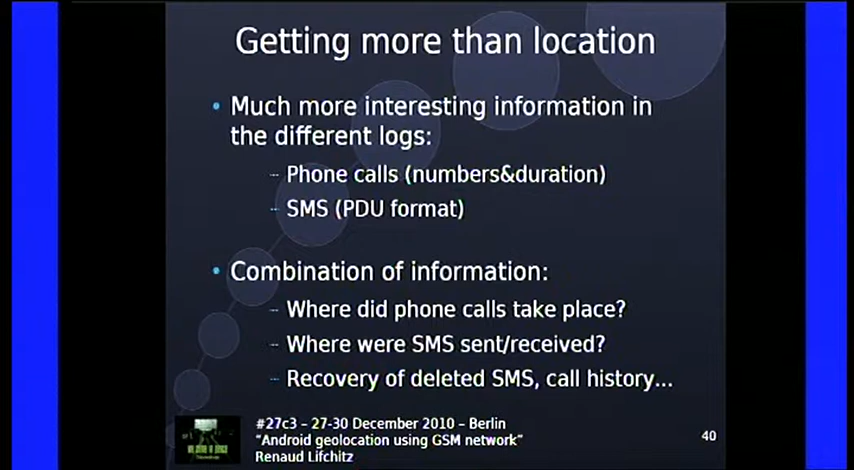 Getting more than location
• Much more interesting information in
the different logs:
– Phone calls (numbers&duration)
– SMS (PDU format)
• Combination of information:
– Where did phone calls take place?
– Where were SMS sent/received?
– Recovery of deleted SMS, call history...
#27c3 – 27-30 December 2010 – Berlin
"Android geolocation using GSM network"
Renaud Lifchitz
40